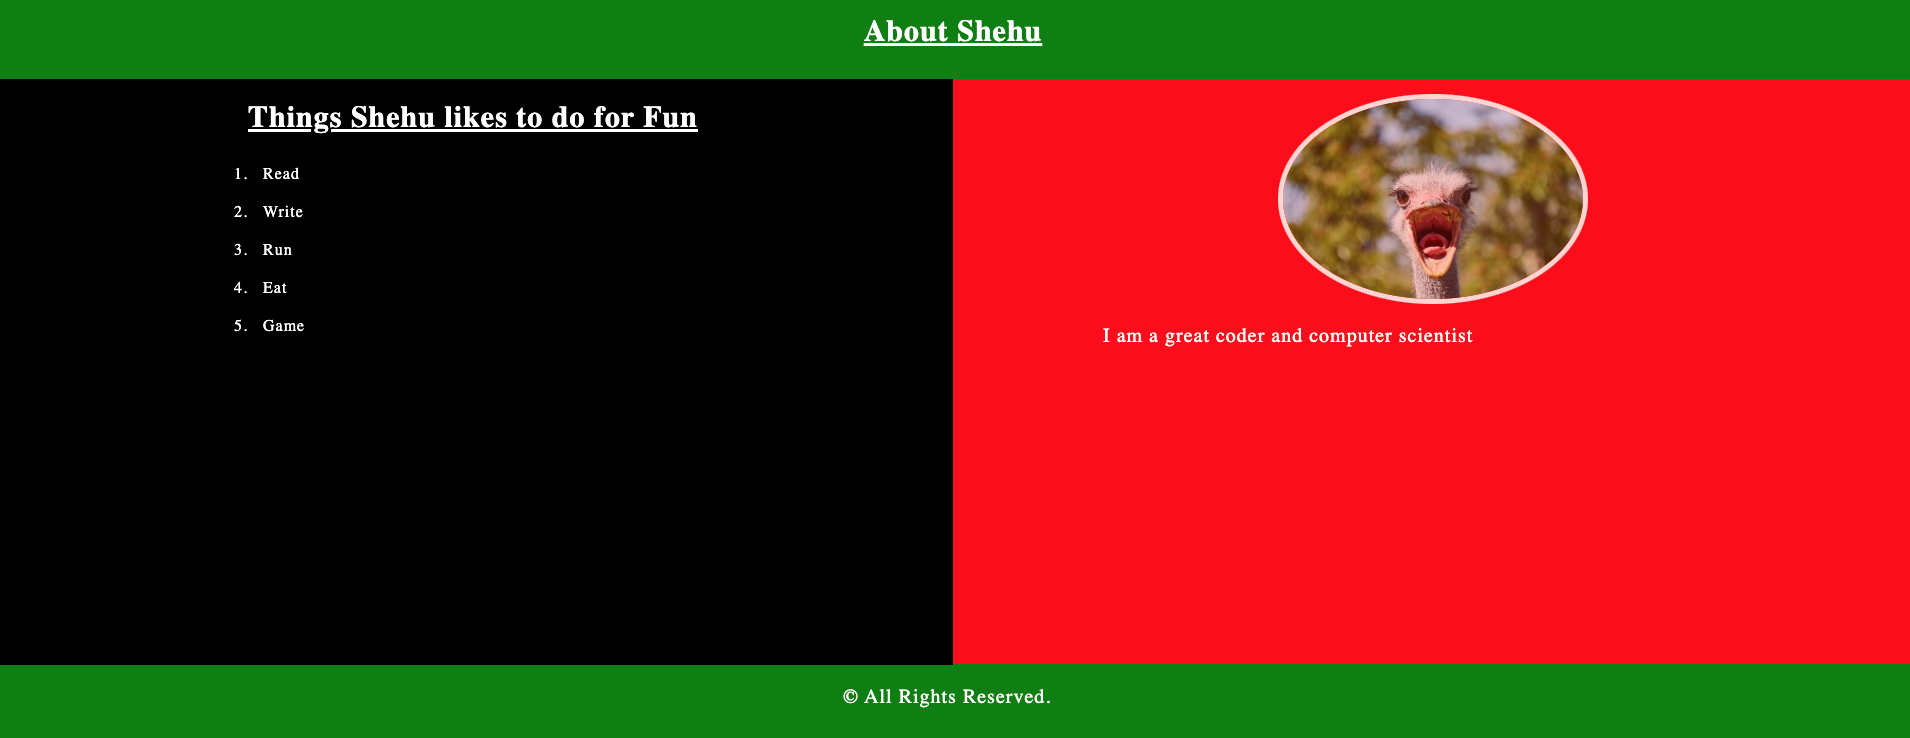 About Shehu
Things Shehu likes to do for Fun
1. Read
2. Write
3. Run
4. Eat
5. Game
I am a great coder and computer scientist
© All Rights Reserved.